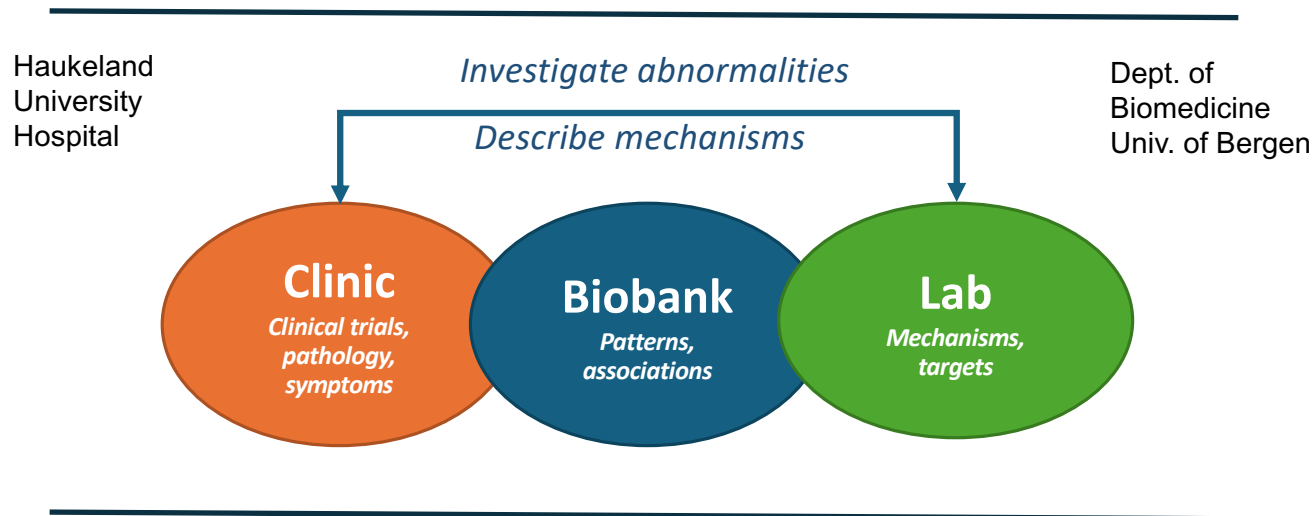 Haukeland
University
Hospital
Investigate abnormalities
Describe mechanisms
Dept. of
Biomedicine
Univ. of Bergen
Clinic
Clinical trials,
pathology,
symptoms
Biobank
Patterns,
associations
Lab
Mechanisms,
targets